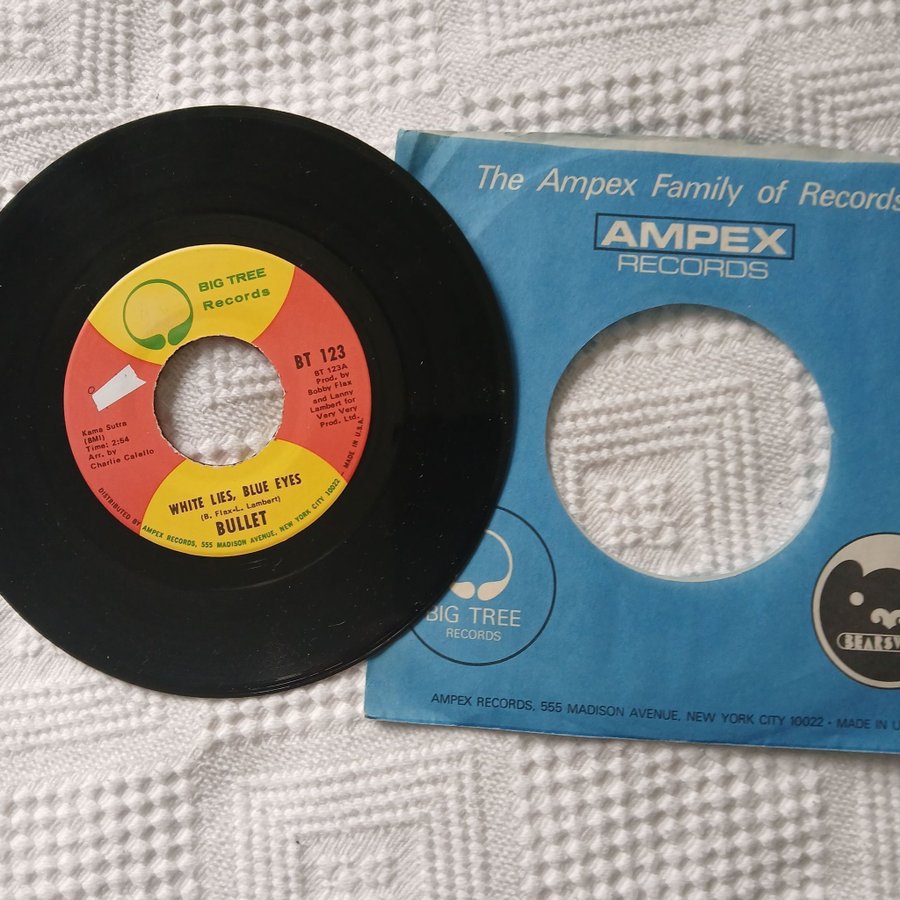 BIG TREE
Records
BT 123
BT 123A
Prod. by
Bobby Flax
and Lanny
Lambert for
Very Very
Prod. Ltd.
Kama Sutra
(BMI)
Time: 2:54
Arr. by
Charlie Calello
WHITE LIES, BLUE EYES
(B. Flax-L. Lambert)
BULLET
DISTRIBUTED BY AMPEX RECORDS, 555 MADISON AVENUE, NEW YORK CITY 10022 - MADE IN U.S.A.
The Ampex Family of Records
AMPEX
RECORDS
BIG TREE
RECORDS
AMPEX RECORDS, 555 MADISON AVENUE, NEW YORK CITY 10022 • MADE IN U